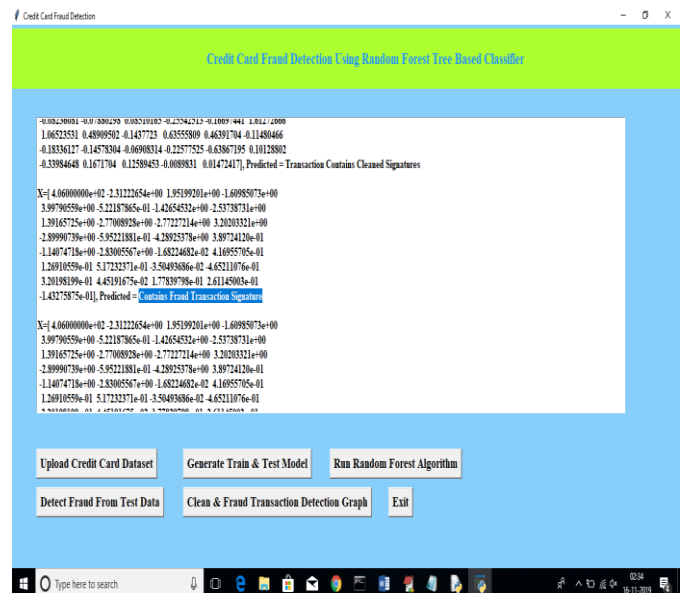 Credit Card Fraud Detection
Credit Card Fraud Detection Using Random Forest Tree Based Classifier
-0.08236081 -0.07880298 0.08510165 -0.25542513 -0.16697441 1.61272666
1.06523531 0.48909502 -0.1437723 0.63555809 0.46391704 -0.11480466
-0.18336127 -0.14578304 -0.06908314 -0.22577525 -0.63867195 0.10128802
-0.33984648 0.1671704 0.12589453 -0.0089831 0.01472417], Predicted = Transaction Contains Cleaned Signatures
X=[ 4.06000000e+02 -2.31222654e+00 1.95199201e+00 -1.60985073e+00
3.99790559e+00 -5.22187865e-01 -1.42654532e+00 -2.53738731e+00
1.39165725e+00 -2.77008928e+00 -2.77227214e+00 3.20203321e+00
-2.89990739e+00 -5.95221881e-01 -4.28925378e+00 3.89724120e-01
-1.14074718e+00 -2.83005567e+00 -1.68224682e-02 4.16955705e-01
1.26910559e-01 5.17232371e-01 -3.50493686e-02 -4.65211076e-01
3.20198199e-01 4.45191675e-02 1.77839798e-01 2.61145003e-01
-1.43275875e-01], Predicted = Contains Fraud Transaction Signature
X=[ 4.06000000e+02 -2.31222654e+00 1.95199201e+00 -1.60985073e+00
3.99790559e+00 -5.22187865e-01 -1.42654532e+00 -2.53738731e+00
1.39165725e+00 -2.77008928e+00 -2.77227214e+00 3.20203321e+00
-2.89990739e+00 -5.95221881e-01 -4.28925378e+00 3.89724120e-01
-1.14074718e+00 -2.83005567e+00 -1.68224682e-02 4.16955705e-01
1.26910559e-01 5.17232371e-01 -3.50493686e-02 -4.65211076e-01
Upload Credit Card Dataset
Generate Train & Test Model
Run Random Forest Algorithm
Detect Fraud From Test Data
Clean & Fraud Transaction Detection Graph
Exit
Type here to search
02:34
16-11-2019